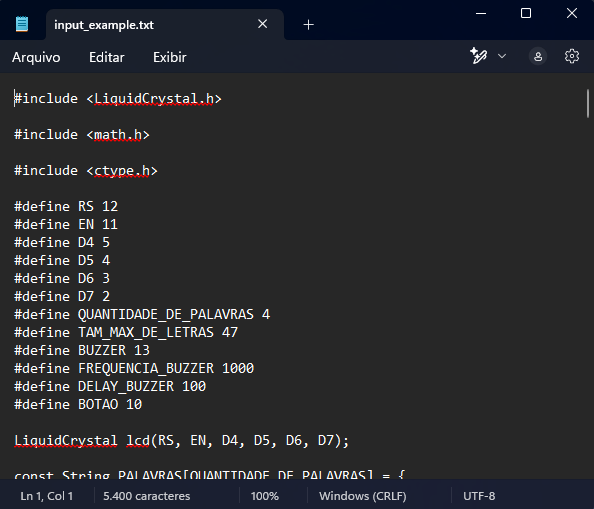 input_example.txt
Arquivo Editar Exibir
#include <LiquidCrystal.h>
#include <math.h>
#include <ctype.h>
#define RS 12
#define EN 11
#define D4 5
#define D5 4
#define D6 3
#define D7 2
#define QUANTIDADE_DE_PALAVRAS 4
#define TAM_MAX_DE_LETRAS 47
#define BUZZER 13
#define FREQUENCIA_BUZZER 1000
#define DELAY_BUZZER 100
#define BOTAO 10
LiquidCrystal lcd(RS, EN, D4, D5, D6, D7);
const String PALAVRAS[QUANTIDADE_DE_PALAVRAS] = {
Ln 1, Col 1 5.400 caracteres 100% Windows (CRLF) UTF-8